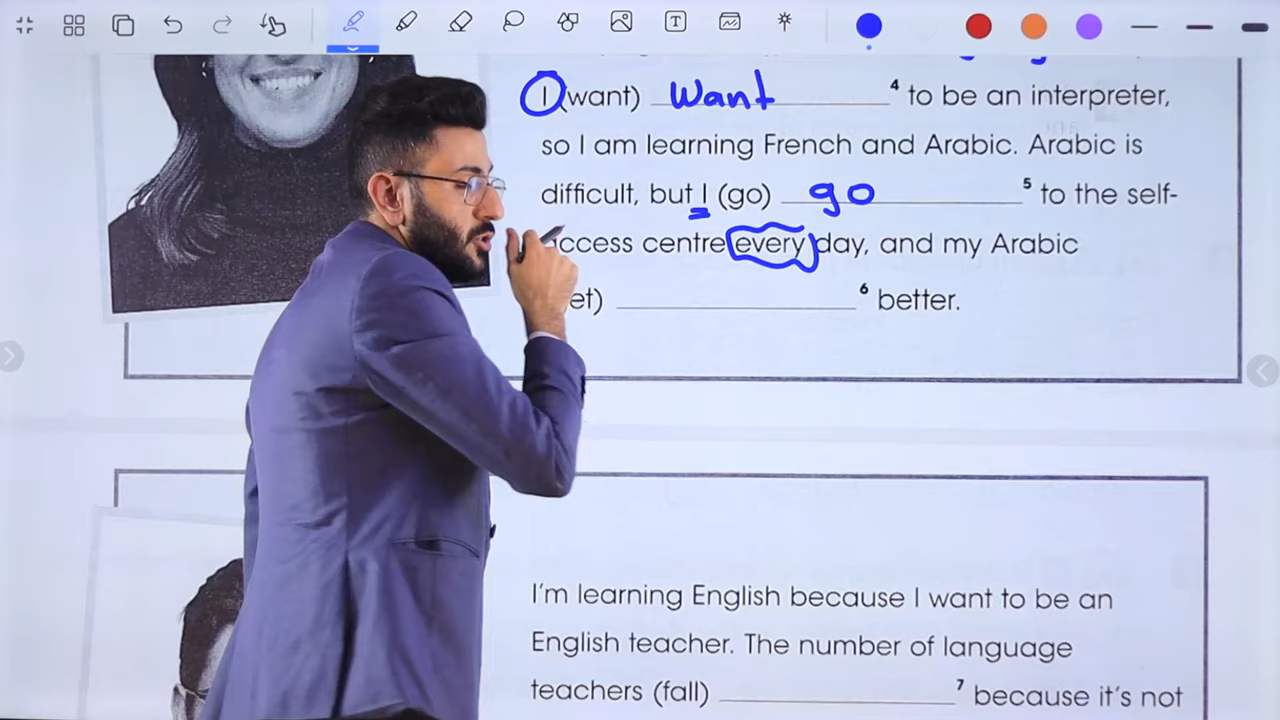 I (want) want 4 to be an interpreter,
so I am learning French and Arabic. Arabic is
difficult, but I (go) go 5 to the self-
access centre every day, and my Arabic
6 better.
I'm learning English because I want to be an
English teacher. The number of language
teachers (fall) 7 because it's not